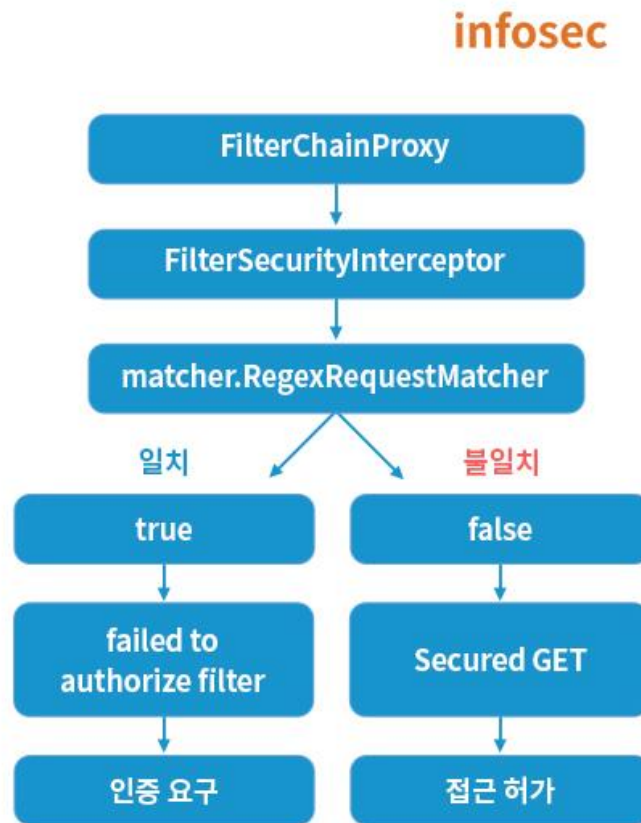 infosec
FilterChainProxy
FilterSecurityInterceptor
matcher.RegexRequestMatcher
일치
불일치
true
false
failed to
authorize filter
Secured GET
인증 요구
접근 허가